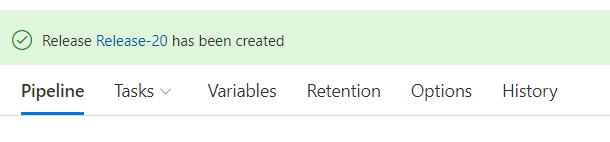 Release Release-20 has been created
Pipeline Tasks Variables Retention Options History